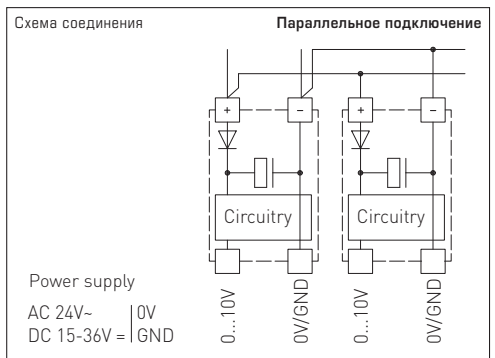 Схема соединения
Параллельное подключение
+ − + −
Circuitry Circuitry
Power supply
AC 24V~ | 0V
DC 15-36V = | GND
0...10V
0V/GND
0...10V
0V/GND